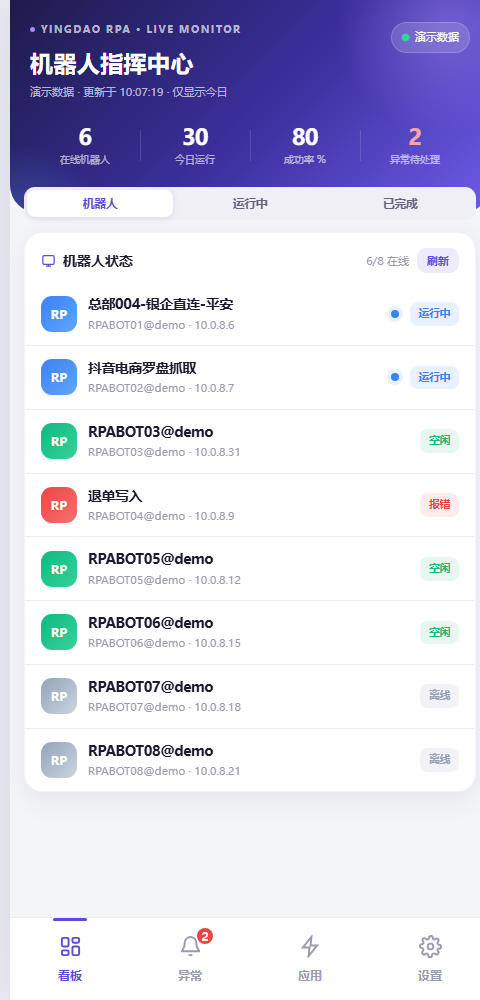 YINGDAO RPA • LIVE MONITOR
演示数据
机器人指挥中心
演示数据 · 更新于 10:07:19 · 仅显示今日
6 30 80 2
在线机器人 今日运行 成功率 % 异常待处理
机器人 运行中 已完成
机器人状态 6/8 在线 刷新
RP 总部004-银企直连-平安 运行中
RPABOT01@demo · 10.0.8.6
RP 抖音电商罗盘抓取 运行中
RPABOT02@demo · 10.0.8.7
RP RPABOT03@demo 空闲
RPABOT03@demo · 10.0.8.31
RP 退单写入 报错
RPABOT04@demo · 10.0.8.9
RP RPABOT05@demo 空闲
RPABOT05@demo · 10.0.8.12
RP RPABOT06@demo 空闲
RPABOT06@demo · 10.0.8.15
RP RPABOT07@demo 离线
RPABOT07@demo · 10.0.8.18
RP RPABOT08@demo 离线
RPABOT08@demo · 10.0.8.21
2
看板 异常 应用 设置